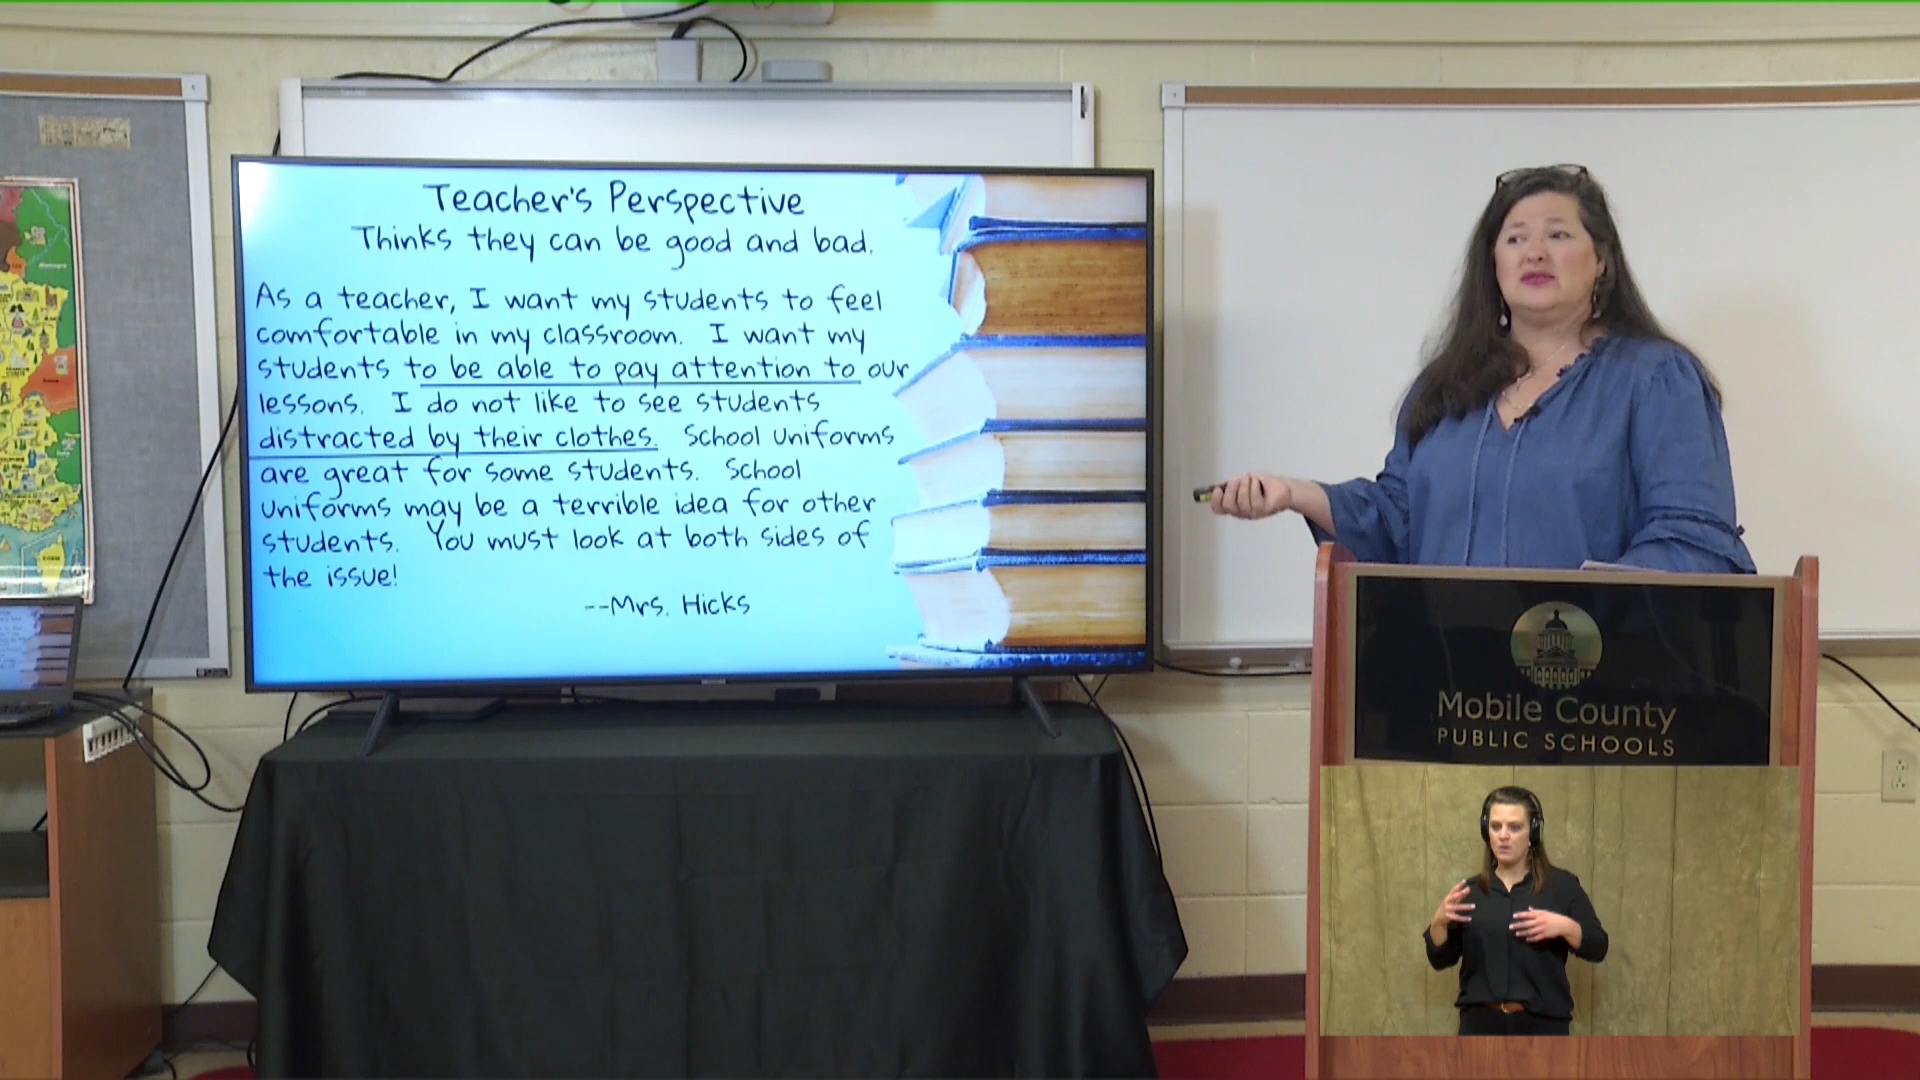 Teacher's Perspective
Thinks they can be good and bad.
As a teacher, I want my students to feel
comfortable in my classroom. I want my
students to be able to pay attention to our
lessons. I do not like to see students
distracted by their clothes. School uniforms
are great for some students. School
uniforms may be a terrible idea for other
students. You must look at both sides of
the issue!
--Mrs. Hicks
Mobile County
PUBLIC SCHOOLS